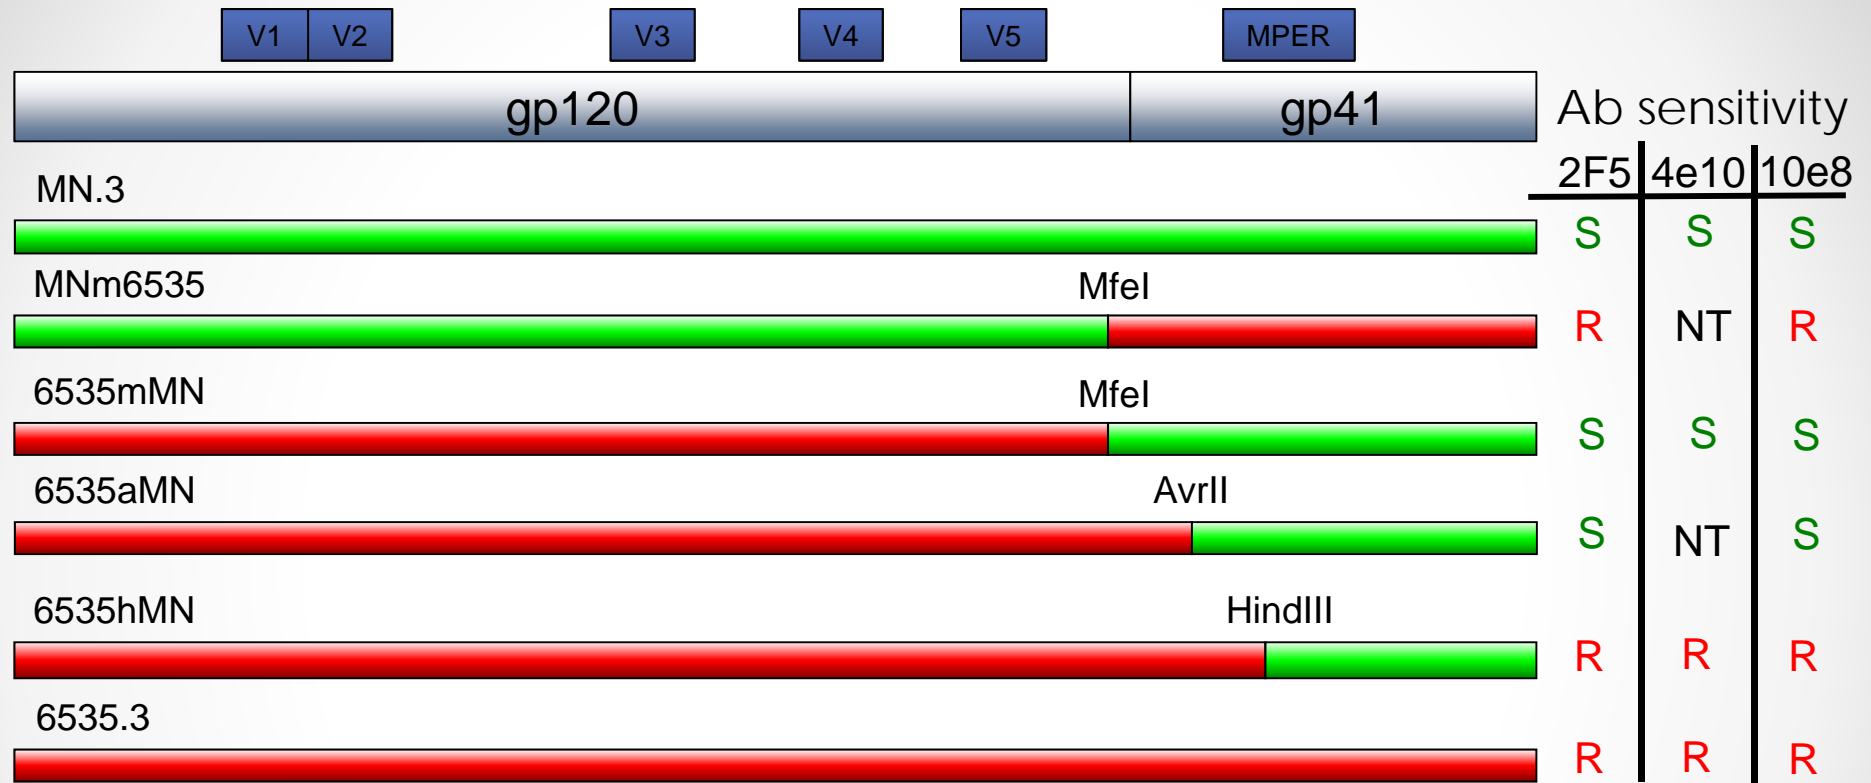 V1 V2 V3 V4 V5 MPER
gp120 gp41 Ab sensitivity
2F5 4e10 10e8
MN.3
S S S
MNm6535 MfeI
R NT R
6535mMN MfeI
S S S
6535aMN AvrII
S NT S
6535hMN HindIII
R R R
6535.3
R R R